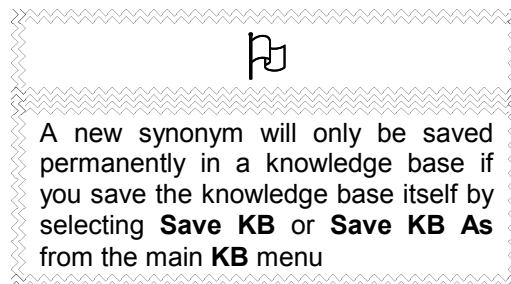 A new synonym will only be saved
permanently in a knowledge base if
you save the knowledge base itself by
selecting Save KB or Save KB As
from the main KB menu